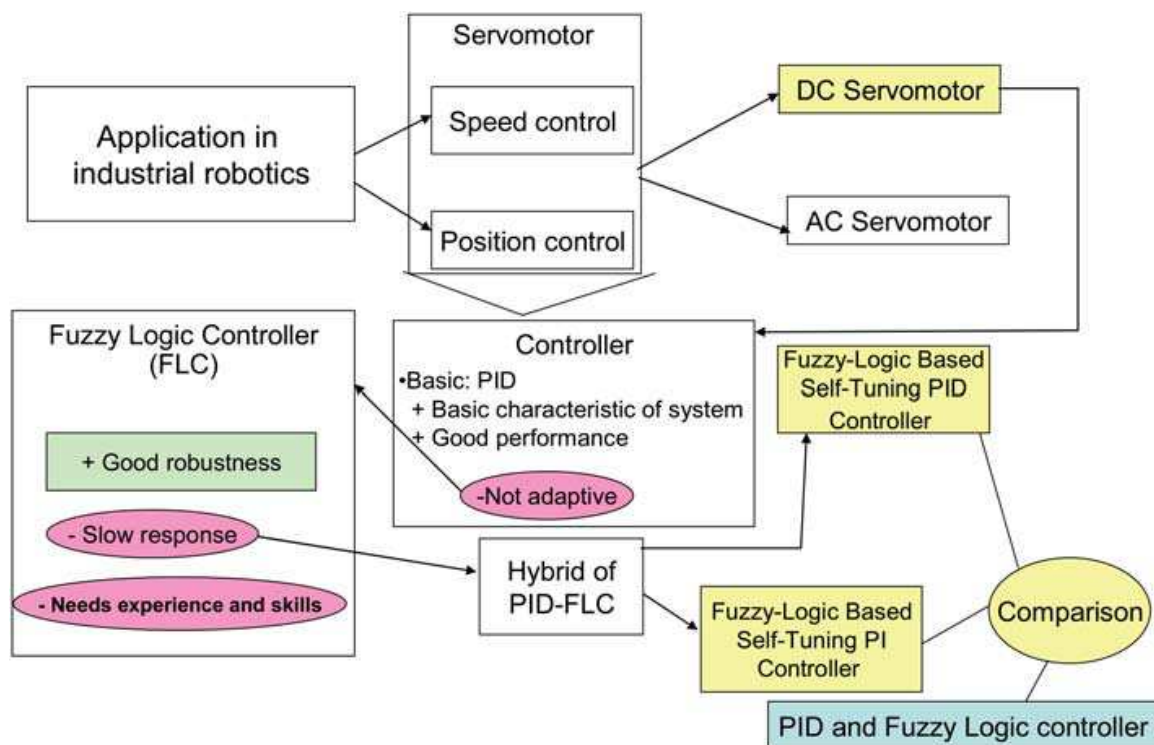 Servomotor
Application in
industrial robotics
Speed control
Position control
DC Servomotor
AC Servomotor
Fuzzy Logic Controller
(FLC)
+ Good robustness
- Slow response
- Needs experience and skills
Controller
•Basic: PID
+ Basic characteristic of system
+ Good performance
-Not adaptive
Hybrid of
PID-FLC
Fuzzy-Logic Based
Self-Tuning PID
Controller
Fuzzy-Logic Based
Self-Tuning PI
Controller
Comparison
PID and Fuzzy Logic controller